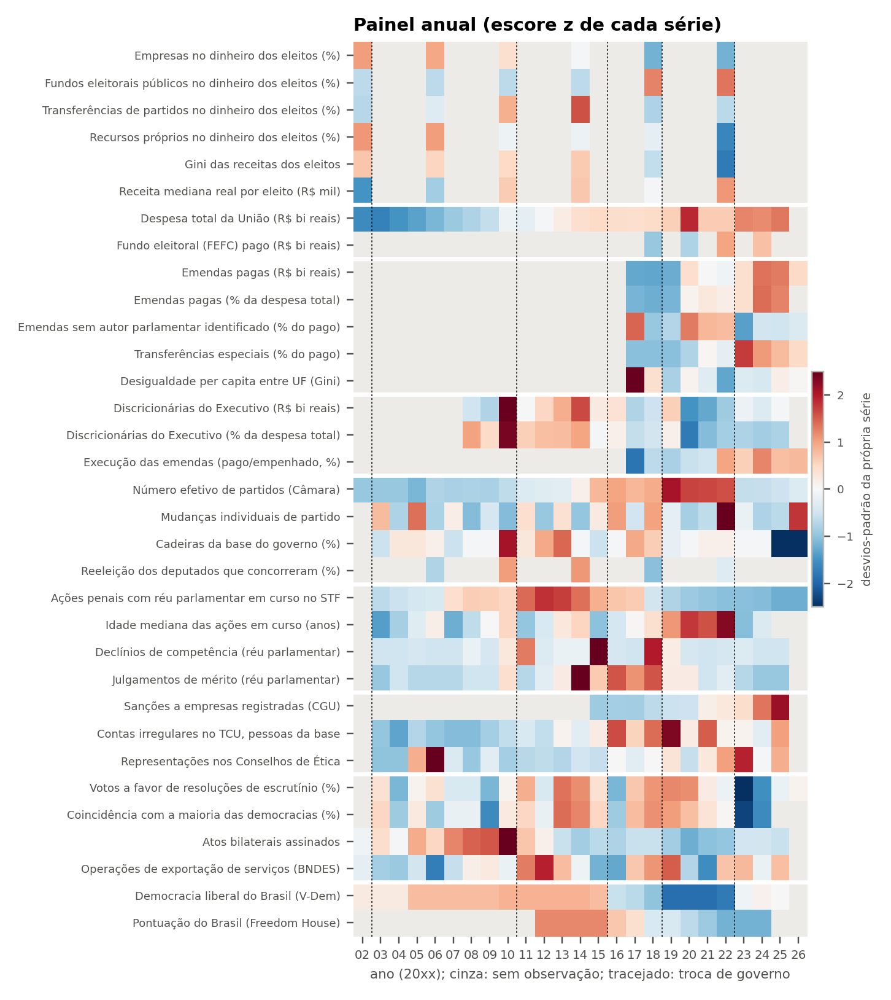 Painel anual (escore z de cada série)
Empresas no dinheiro dos eleitos (%)
Fundos eleitorais públicos no dinheiro dos eleitos (%)
Transferências de partidos no dinheiro dos eleitos (%)
Recursos próprios no dinheiro dos eleitos (%)
Gini das receitas dos eleitos
Receita mediana real por eleito (R$ mil)
Despesa total da União (R$ bi reais)
Fundo eleitoral (FEFC) pago (R$ bi reais)
Emendas pagas (R$ bi reais)
Emendas pagas (% da despesa total)
Emendas sem autor parlamentar identificado (% do pago)
Transferências especiais (% do pago)
Desigualdade per capita entre UF (Gini)
Discricionárias do Executivo (R$ bi reais)
Discricionárias do Executivo (% da despesa total)
Execução das emendas (pago/empenhado, %)
Número efetivo de partidos (Câmara)
Mudanças individuais de partido
Cadeiras da base do governo (%)
Reeleição dos deputados que concorreram (%)
Ações penais com réu parlamentar em curso no STF
Idade mediana das ações em curso (anos)
Declínios de competência (réu parlamentar)
Julgamentos de mérito (réu parlamentar)
Sanções a empresas registradas (CGU)
Contas irregulares no TCU, pessoas da base
Representações nos Conselhos de Ética
Votos a favor de resoluções de escrutínio (%)
Coincidência com a maioria das democracias (%)
Atos bilaterais assinados
Operações de exportação de serviços (BNDES)
Democracia liberal do Brasil (V-Dem)
Pontuação do Brasil (Freedom House)
02 03 04 05 06 07 08 09 10 11 12 13 14 15 16 17 18 19 20 21 22 23 24 25 26
ano (20xx); cinza: sem observação; tracejado: troca de governo
2
1
0
−1
−2
desvios-padrão da própria série